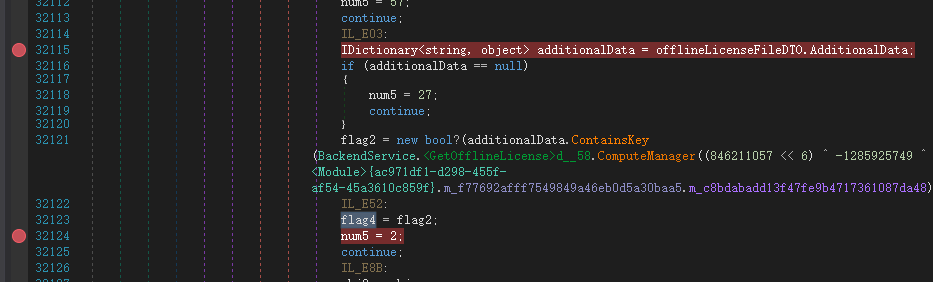 32112 num5 = 57;
32113 continue;
32114 IL_E03:
32115 IDictionary<string, object> additionalData = offlineLicenseFileDTO.AdditionalData;
32116 if (additionalData == null)
32117 {
32118 num5 = 27;
32119 continue;
32120 }
32121 flag2 = new bool?(additionalData.ContainsKey
(BackendService.<GetOfflineLicense>d__58.ComputeManager((846211057 << 6) ^ -1285925749 ^
<Module>{ac971df1-d298-455f-
af54-45a3610c859f}.m_f77692afff7549849a46eb0d5a30baa5.m_c8bdabadd13f47fe9b4717361087da48)
32122 IL_E52:
32123 flag4 = flag2;
32124 num5 = 2;
32125 continue;
32126 IL_E8B: